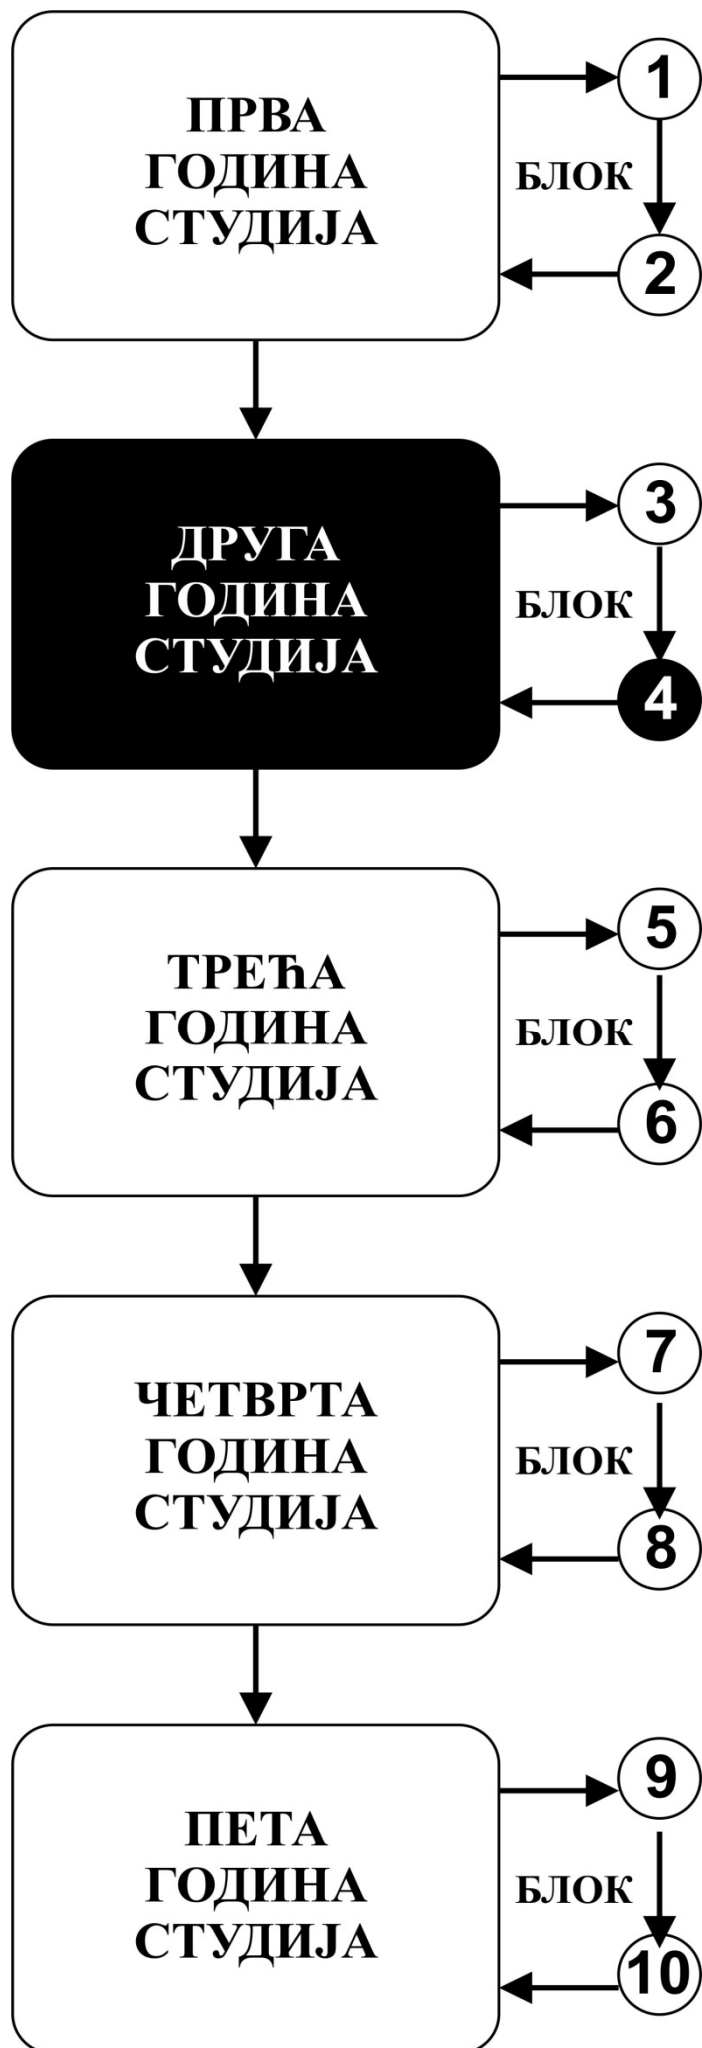 ПРВА
ГОДИНА
СТУДИЈА
1
БЛОК
2
ДРУГА
ГОДИНА
СТУДИЈА
3
БЛОК
4
ТРЕЋА
ГОДИНА
СТУДИЈА
5
БЛОК
6
ЧЕТВРТА
ГОДИНА
СТУДИЈА
7
БЛОК
8
ПЕТА
ГОДИНА
СТУДИЈА
9
БЛОК
10